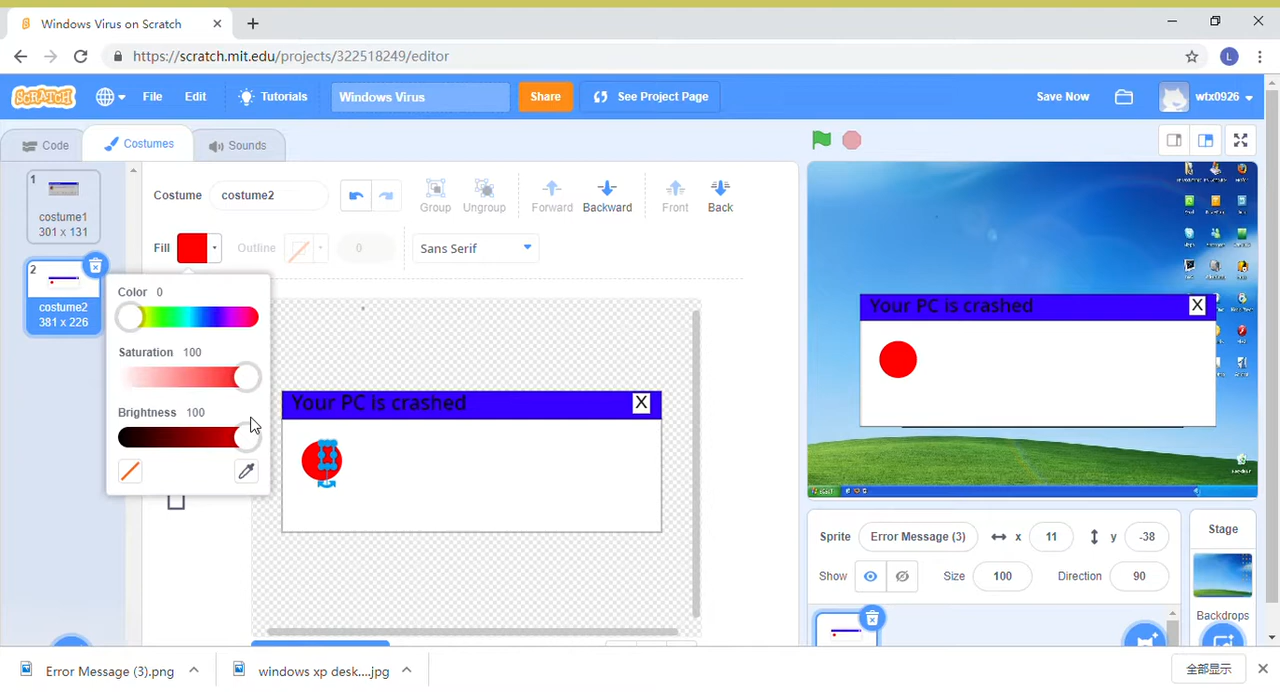 Windows Virus on Scratch
https://scratch.mit.edu/projects/322518249/editor
L
SCRATCH
File
Edit
Tutorials
Windows Virus
Share
See Project Page
Save Now
wtx0926
Code
Costumes
Sounds
1
costume1
301 x 131
2
costume2
381 x 226
Costume
costume2
Group
Ungroup
Forward
Backward
Front
Back
Fill
Outline
0
Sans Serif
Color 0
Saturation 100
Brightness 100
Your PC is crashed
X
Your PC is crashed
X
Sprite
Error Message (3)
x
11
y
-38
Show
Size
100
Direction
90
Stage
Backdrops
Error Message (3).png
windows xp desk....jpg
全部显示